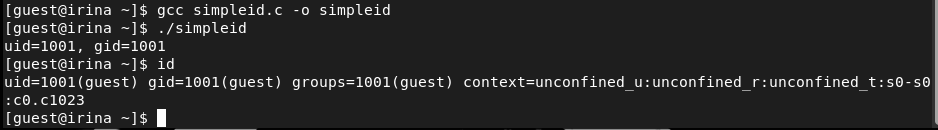 [guest@irina ~]$ gcc simpleid.c -o simpleid
[guest@irina ~]$ ./simpleid
uid=1001, gid=1001
[guest@irina ~]$ id
uid=1001(guest) gid=1001(guest) groups=1001(guest) context=unconfined_u:unconfined_r:unconfined_t:s0-s0
:c0.c1023
[guest@irina ~]$